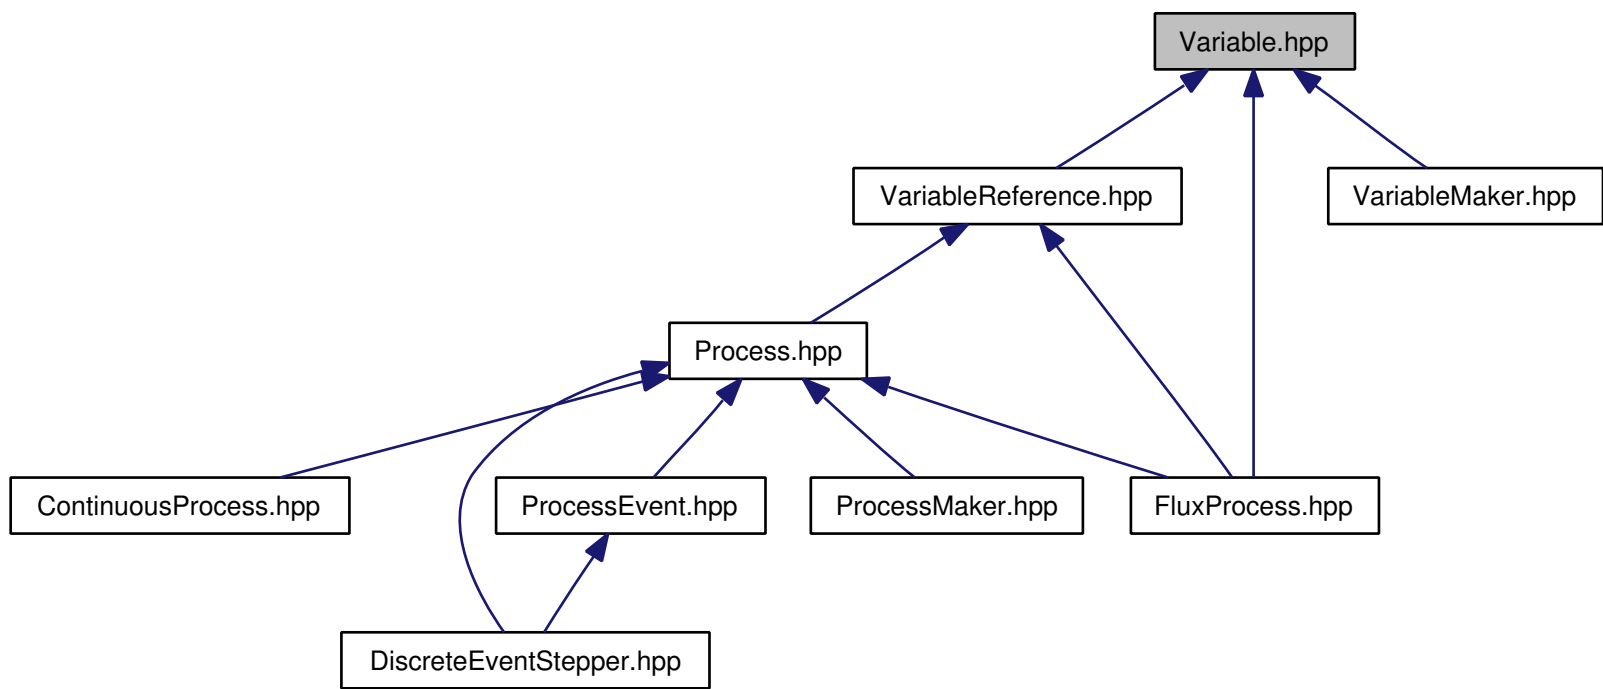 Variable.hpp
VariableReference.hpp
VariableMaker.hpp
Process.hpp
ContinuousProcess.hpp
ProcessEvent.hpp
ProcessMaker.hpp
FluxProcess.hpp
DiscreteEventStepper.hpp